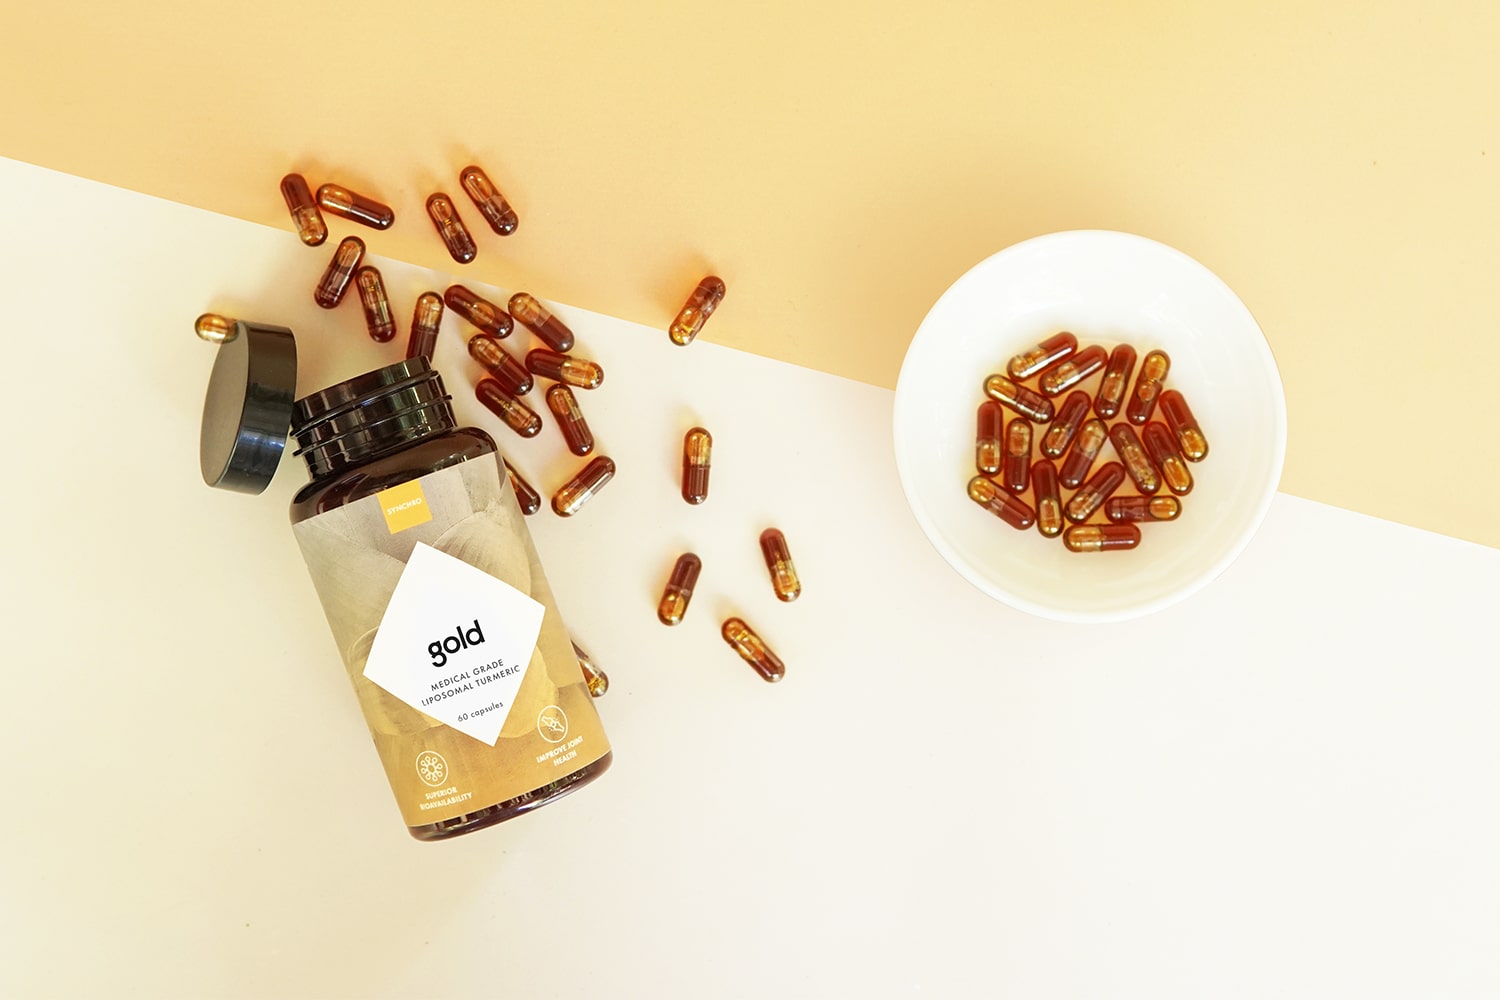 SYNCHRO
gold
MEDICAL GRADE
LIPOSOMAL TURMERIC
60 capsules
SUPERIOR
BIOAVAILABILITY
IMPROVE JOINT
HEALTH